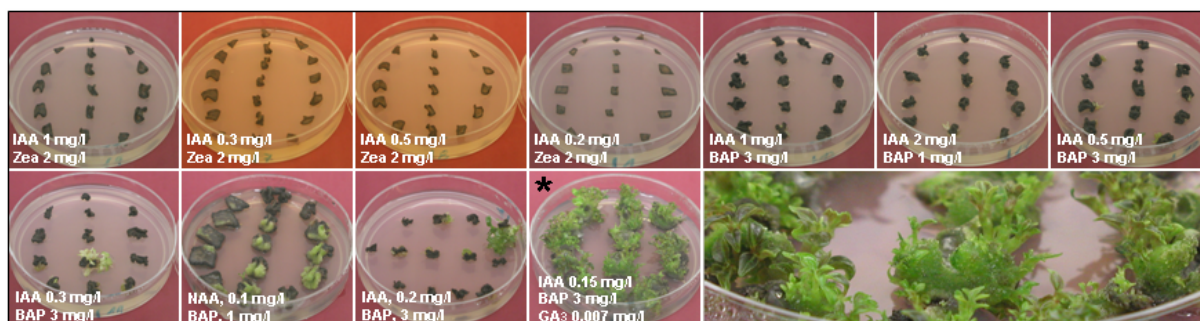 IAA 1 mg/l
Zea 2 mg/l
IAA 0.3 mg/l
Zea 2 mg/l
IAA 0.5 mg/l
Zea 2 mg/l
IAA 0.2 mg/l
Zea 2 mg/l
IAA 1 mg/l
BAP 3 mg/l
IAA 2 mg/l
BAP 1 mg/l
IAA 0.5 mg/l
BAP 3 mg/l
IAA 0.3 mg/l
BAP 3 mg/l
NAA, 0.1 mg/l
BAP, 1 mg/l
IAA, 0.2 mg/l
BAP, 3 mg/l
*
IAA 0.15 mg/l
BAP 3 mg/l
GA3 0.007 mg/l